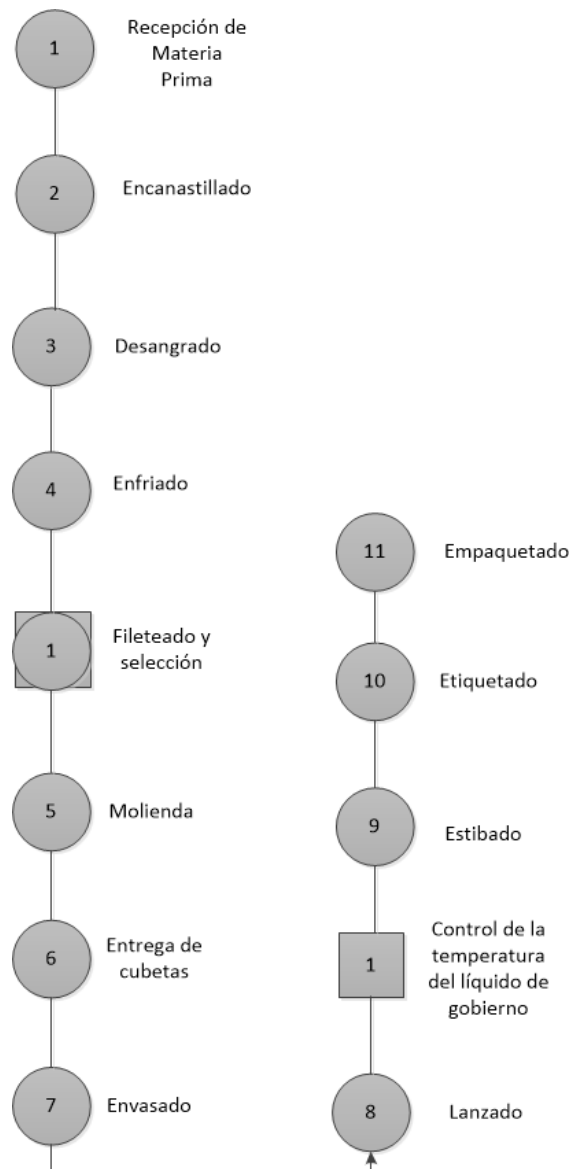 1
Recepción de
Materia
Prima
2
Encanastillado
3
Desangrado
4
Enfriado
1
Fileteado y
selección
5
Molienda
6
Entrega de
cubetas
7
Envasado
8
Lanzado
1
Control de la
temperatura
del líquido de
gobierno
9
Estibado
10
Etiquetado
11
Empaquetado